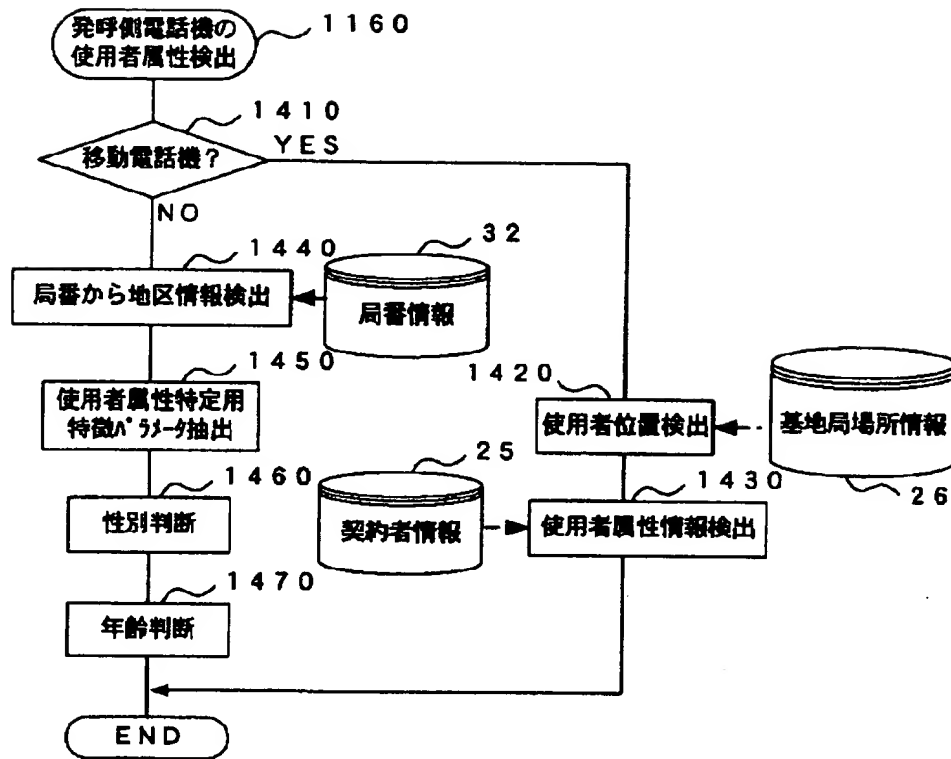 発呼側電話機の
使用者属性検出
1160
1410
移動電話機?
YES
NO
1440
局番から地区情報検出
32
局番情報
1450
使用者属性特定用
特徴ﾊﾟﾗﾒｰﾀ抽出
1420
使用者位置検出
基地局場所情報
26
1460
性別判断
25
契約者情報
1430
使用者属性情報検出
1470
年齢判断
END